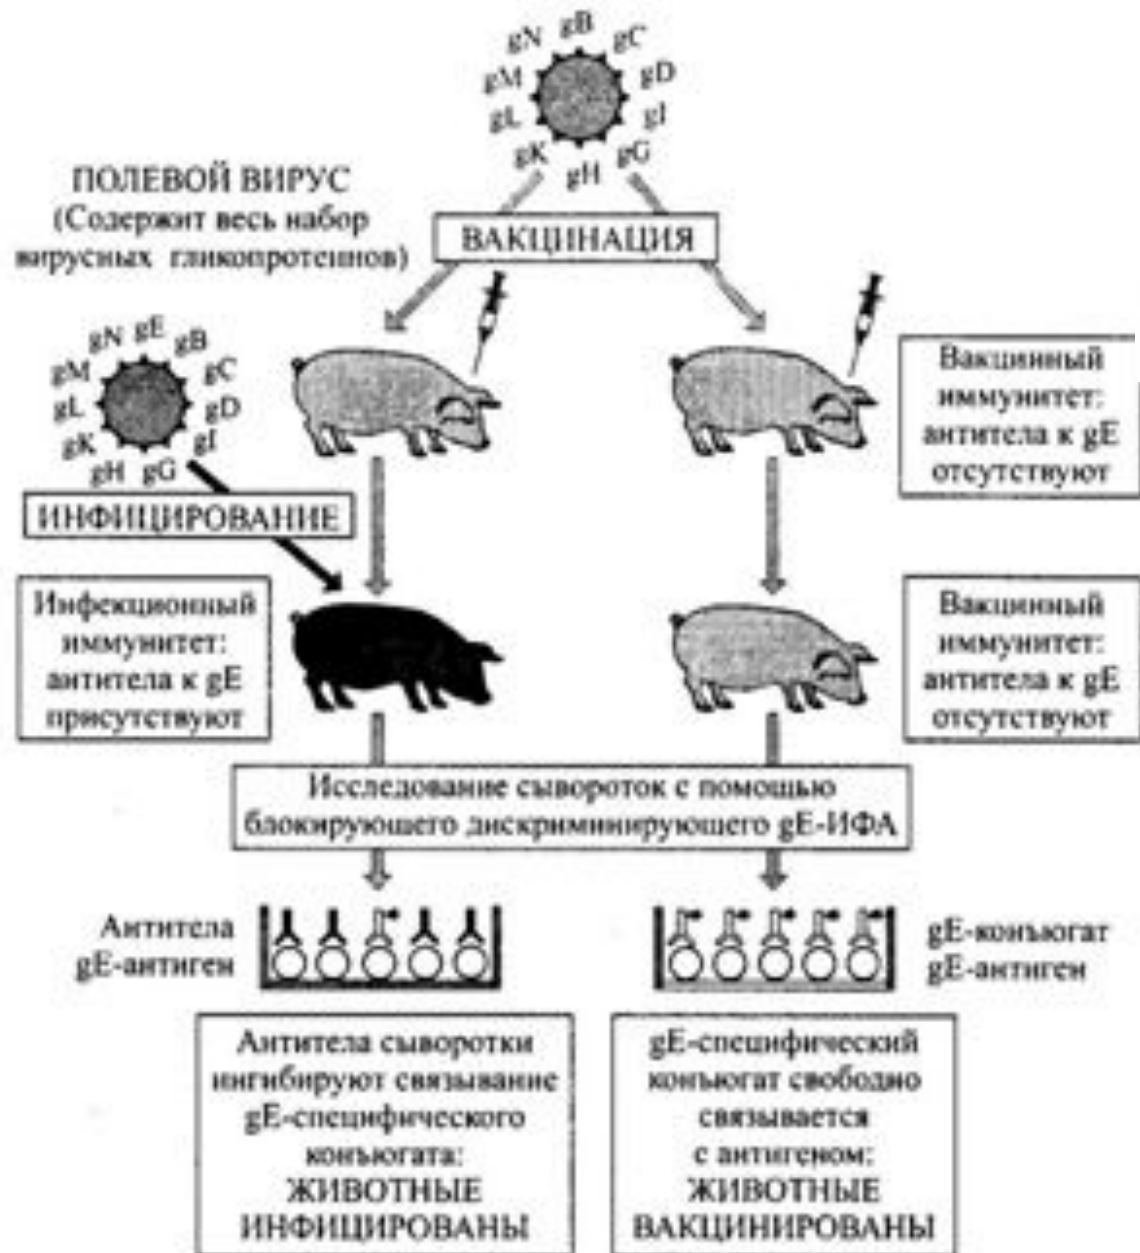 gN gB gC
gM gD
gL gI
gK gH gG
ПОЛЕВОЙ ВИРУС
(Содержит весь набор
вирусных гликопротеинов)
ВАКЦИНАЦИЯ
gN gE gB
gM gC
gL gD
gK gI
gH gG
ИНФИЦИРОВАНИЕ
Вакцинный
иммунитет:
антитела к gE
отсутствуют
Инфекционный
иммунитет:
антитела к gE
присутствуют
Вакцинный
иммунитет:
антитела к gE
отсутствуют
Исследование сывороток с помощью
блокирующего дискриминирующего gE-ИФА
Антитела
gE-антиген
gE-конъюгат
gE-антиген
Антитела сыворотки
ингибируют связывание
gE-специфического
конъюгата:
ЖИВОТНЫЕ
ИНФИЦИРОВАНЫ
gE-специфический
конъюгат свободно
связывается
с антигеном:
ЖИВОТНЫЕ
ВАКЦИНИРОВАНЫ